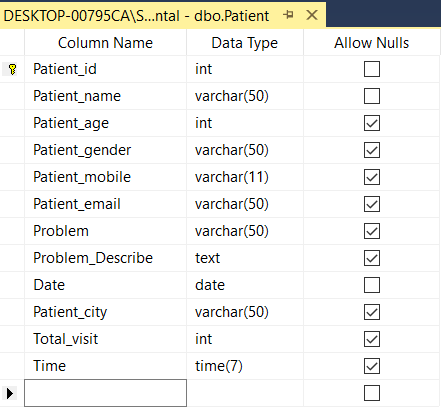 DESKTOP-00795CA\S...ntal - dbo.Patient
Column Name Data Type Allow Nulls
Patient_id int
Patient_name varchar(50)
Patient_age int
Patient_gender varchar(50)
Patient_mobile varchar(11)
Patient_email varchar(50)
Problem varchar(50)
Problem_Describe text
Date date
Patient_city varchar(50)
Total_visit int
Time time(7)